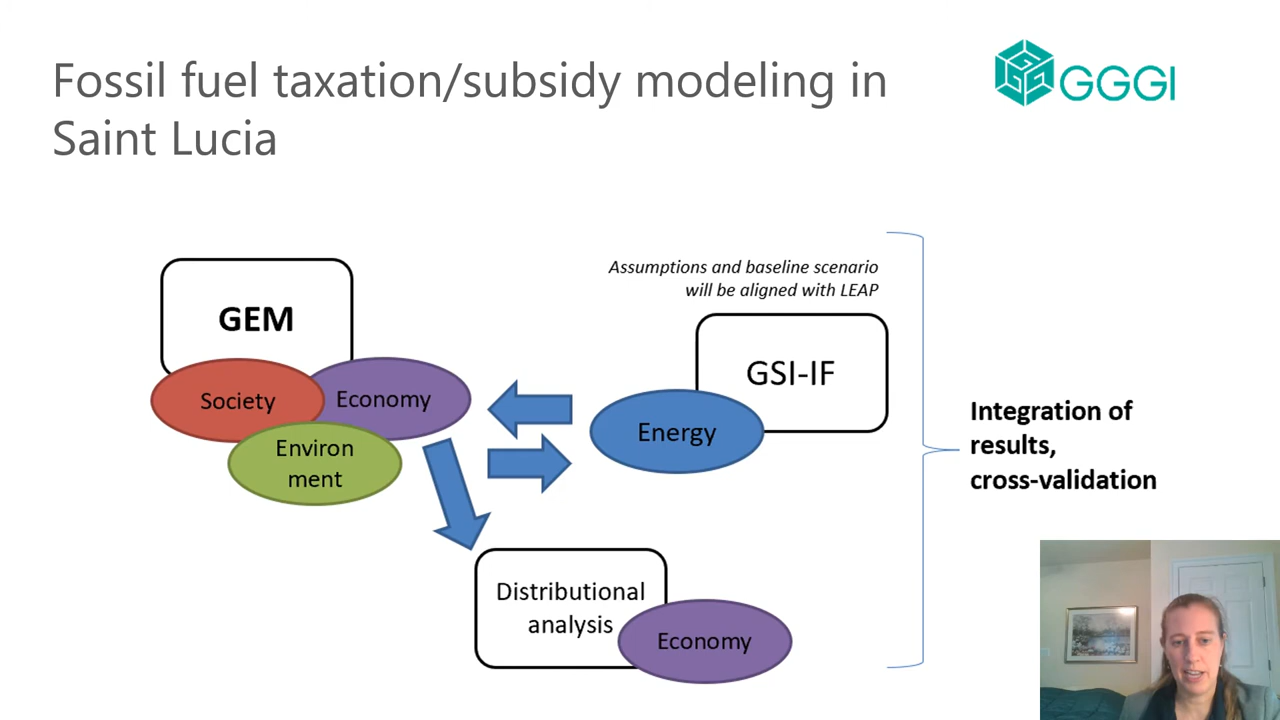 Fossil fuel taxation/subsidy modeling in
Saint Lucia
GGGI
Assumptions and baseline scenario
will be aligned with LEAP
GEM
GSI-IF
Society
Economy
Energy
Environ
ment
Integration of
results,
cross-validation
Distributional
analysis
Economy